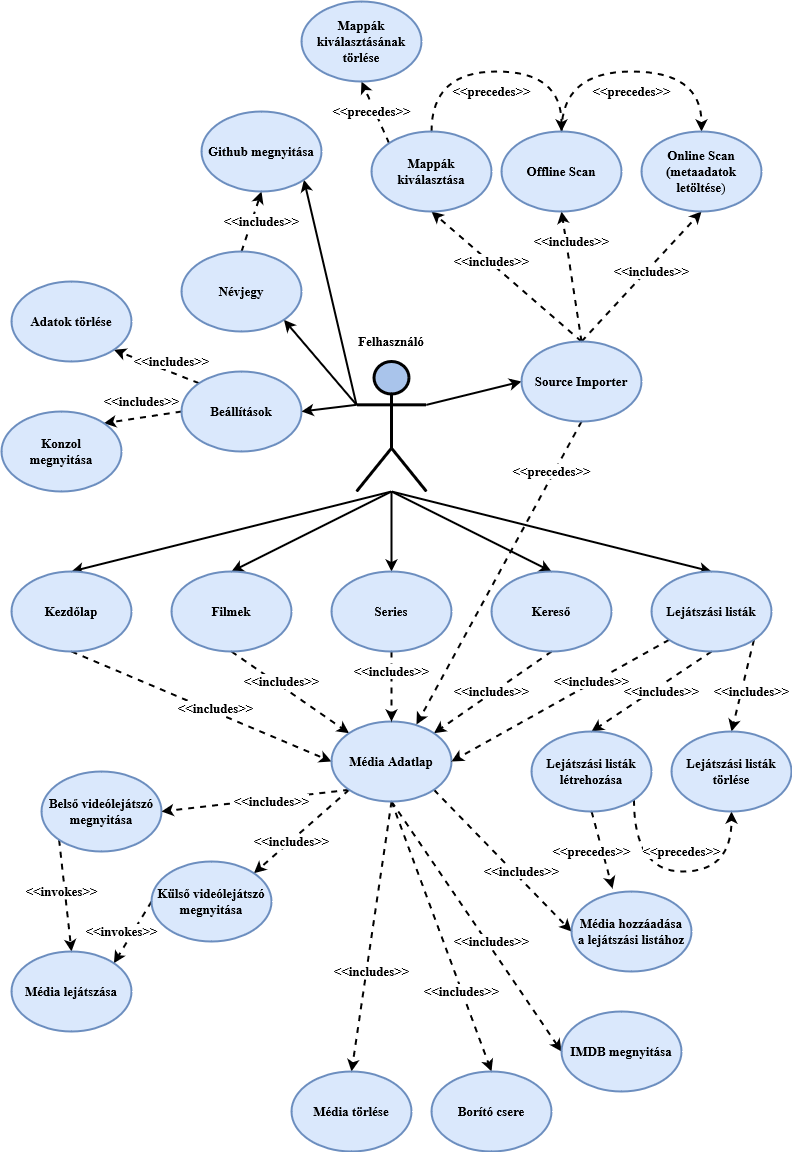 Mappák
kiválasztásának
törlése
<<precedes>>
<<precedes>>
<<precedes>>
Github megnyitása
Mappák
kiválasztása
Offline Scan
Online Scan
(metaadatok
letöltése)
<<includes>>
<<includes>>
<<includes>>
<<includes>>
Névjegy
Adatok törlése
Felhasználó
<<includes>>
Source Importer
<<includes>>
Beállítások
Konzol
megnyitása
<<precedes>>
Kezdőlap
Filmek
Series
Kereső
Lejátszási listák
<<includes>>
<<includes>>
<<includes>>
<<includes>>
<<includes>>
<<includes>>
<<includes>>
Média Adatlap
Lejátszási listák
létrehozása
Lejátszási listák
törlése
Belső videólejátszó
megnyitása
<<includes>>
<<includes>>
<<precedes>>
<<precedes>>
<<includes>>
<<invokes>>
Külső videólejátszó
megnyitása
<<invokes>>
Média hozzáadása
a lejátszási listához
<<includes>>
<<includes>>
<<includes>>
Média lejátszása
IMDB megnyitása
Média törlése
Borító csere